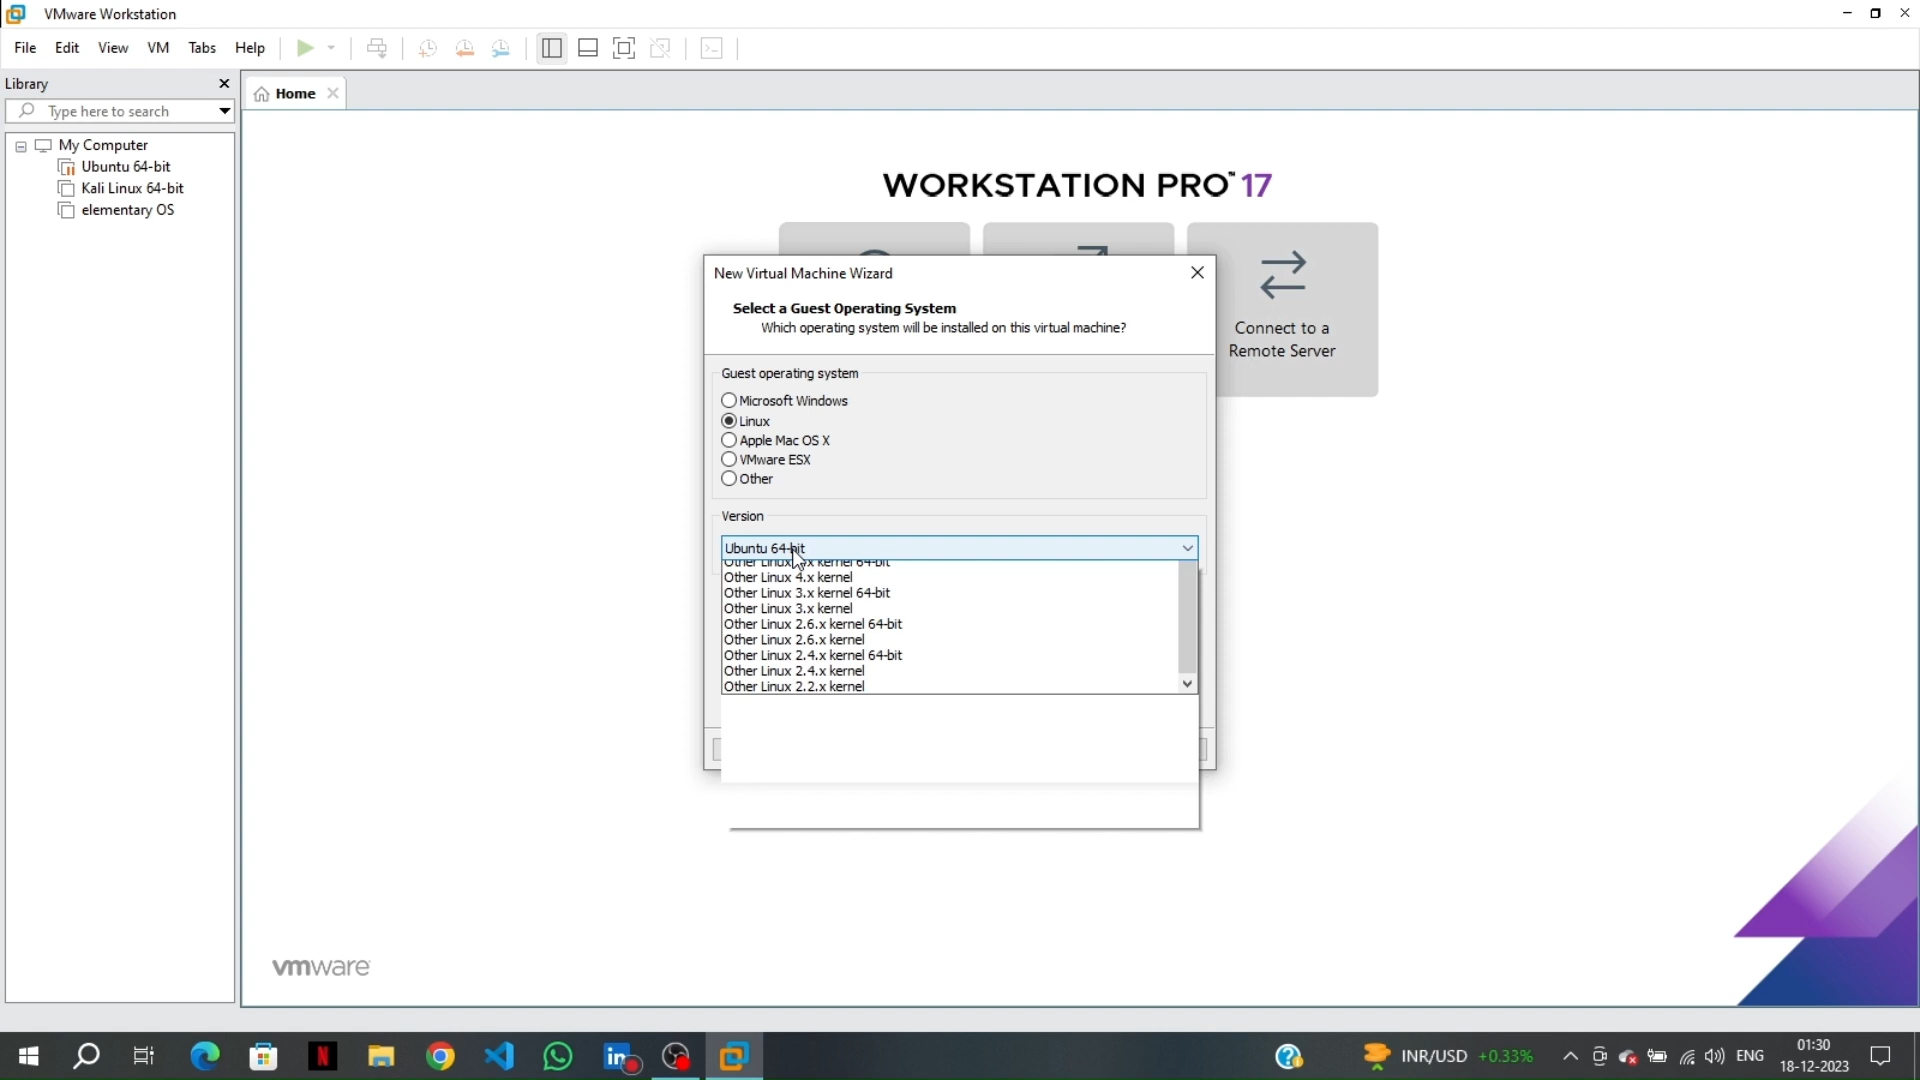 VMware Workstation
File Edit View VM Tabs Help
Library
Type here to search
Home
My Computer
Ubuntu 64-bit
Kali Linux 64-bit
elementary OS
WORKSTATION PRO™ 17
Connect to a
Remote Server
New Virtual Machine Wizard
Select a Guest Operating System
Which operating system will be installed on this virtual machine?
Guest operating system
Microsoft Windows
Linux
Apple Mac OS X
VMware ESX
Other
Version
Ubuntu 64-bit
Other Linux kernel 64-bit
Other Linux 4.x kernel
Other Linux 3.x kernel 64-bit
Other Linux 3.x kernel
Other Linux 2.6.x kernel 64-bit
Other Linux 2.6.x kernel
Other Linux 2.4.x kernel 64-bit
Other Linux 2.4.x kernel
Other Linux 2.2.x kernel
vmware
INR/USD +0.33%
ENG
01:30
18-12-2023